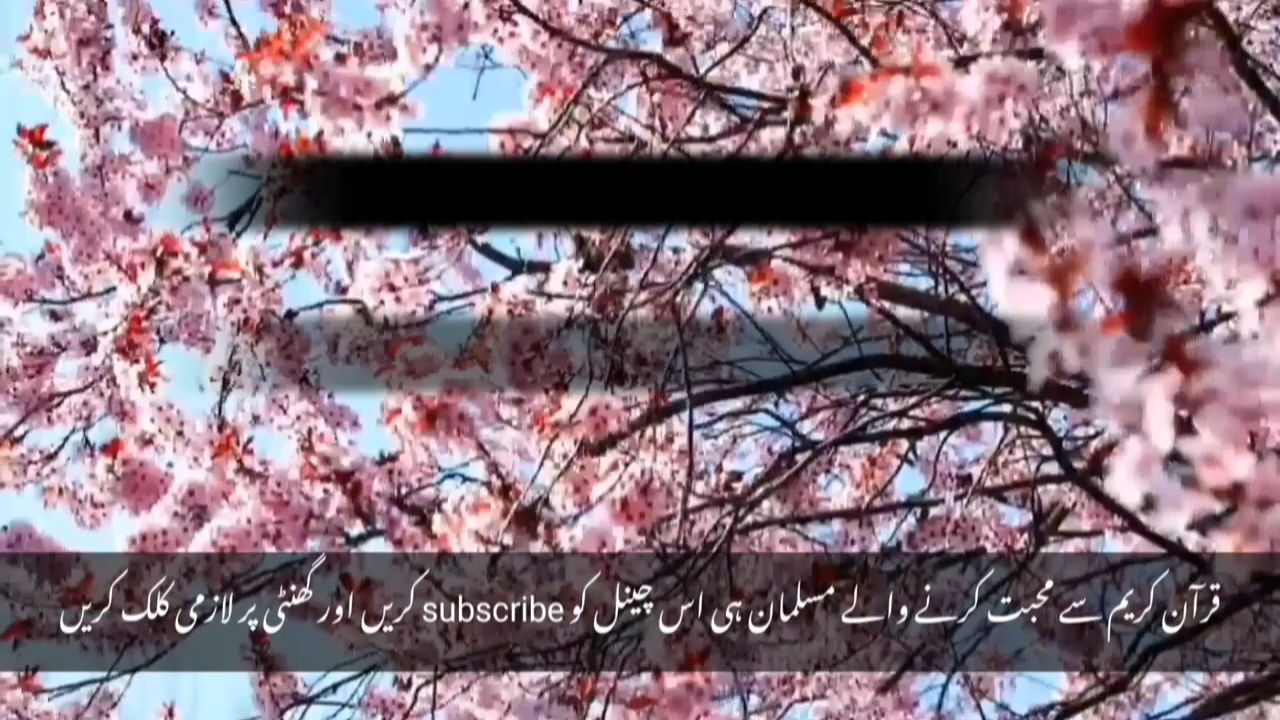 قرآن کریم سے محبت کرنے والے مسلمان ہی اس چینل کو subscribe کریں اور گھنٹی پر لازمی کلک کریں